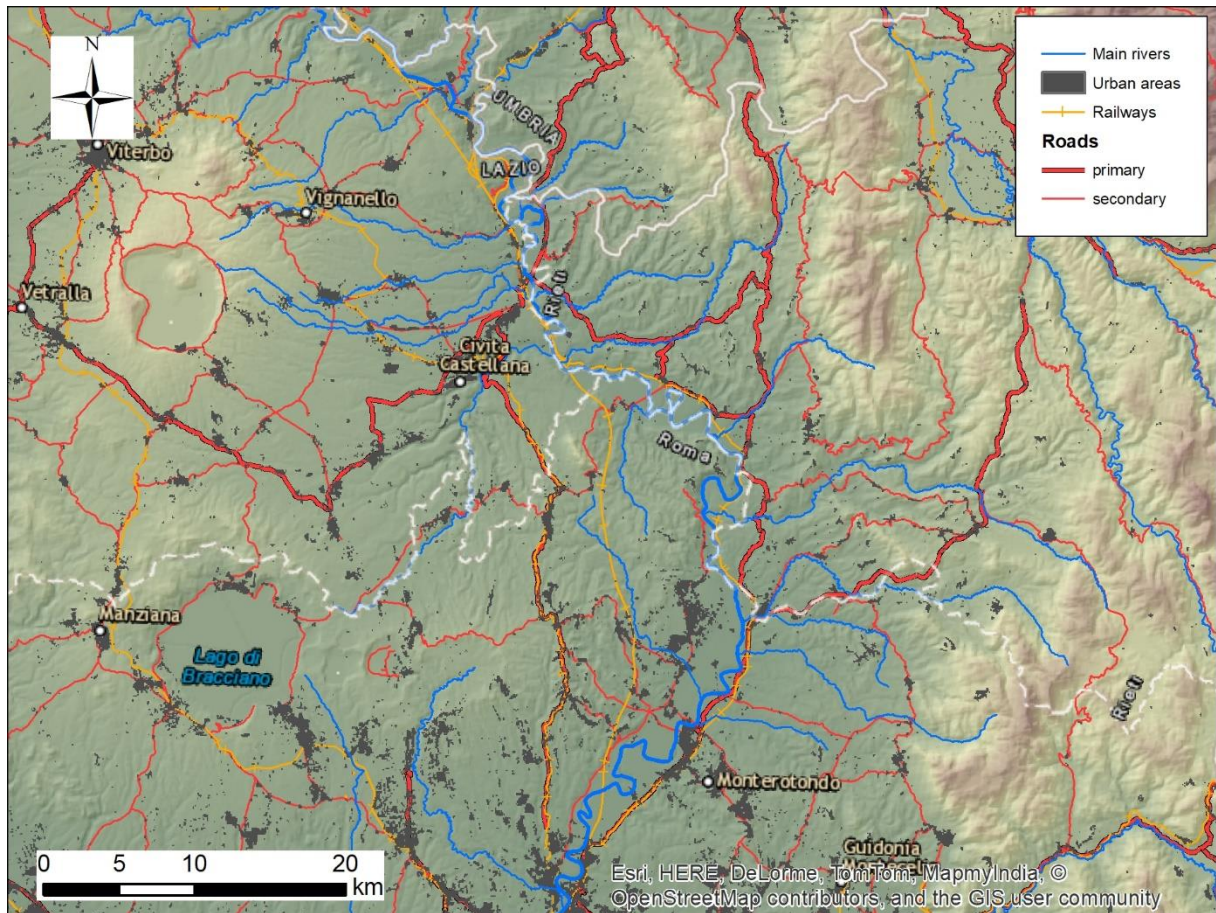 N
Main rivers
Urban areas
Railways
Roads
primary
secondary
UMBRIA
LAZIO
Viterbo
Vignanello
Vetralla
Rieti
Civita
Castellana
Roma
Manziana
Lago di
Bracciano
Rieti
Monterotondo
Guidonia
0 5 10 20
km
Esri, HERE, DeLorme, TomTom, MapmyIndia, ©
OpenStreetMap contributors, and the GIS user community